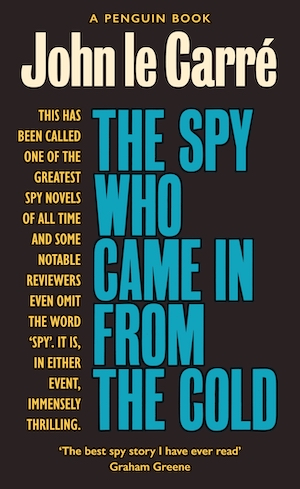 A PENGUIN BOOK
John le Carré
THIS HAS
BEEN CALLED
ONE OF THE
GREATEST
SPY NOVELS
OF ALL TIME
AND SOME
NOTABLE
REVIEWERS
EVEN OMIT
THE WORD
‘SPY’. IT IS,
IN EITHER
EVENT,
IMMENSELY
THRILLING.
THE SPY
WHO
CAME IN
FROM
THE COLD
‘The best spy story I have ever read’
Graham Greene